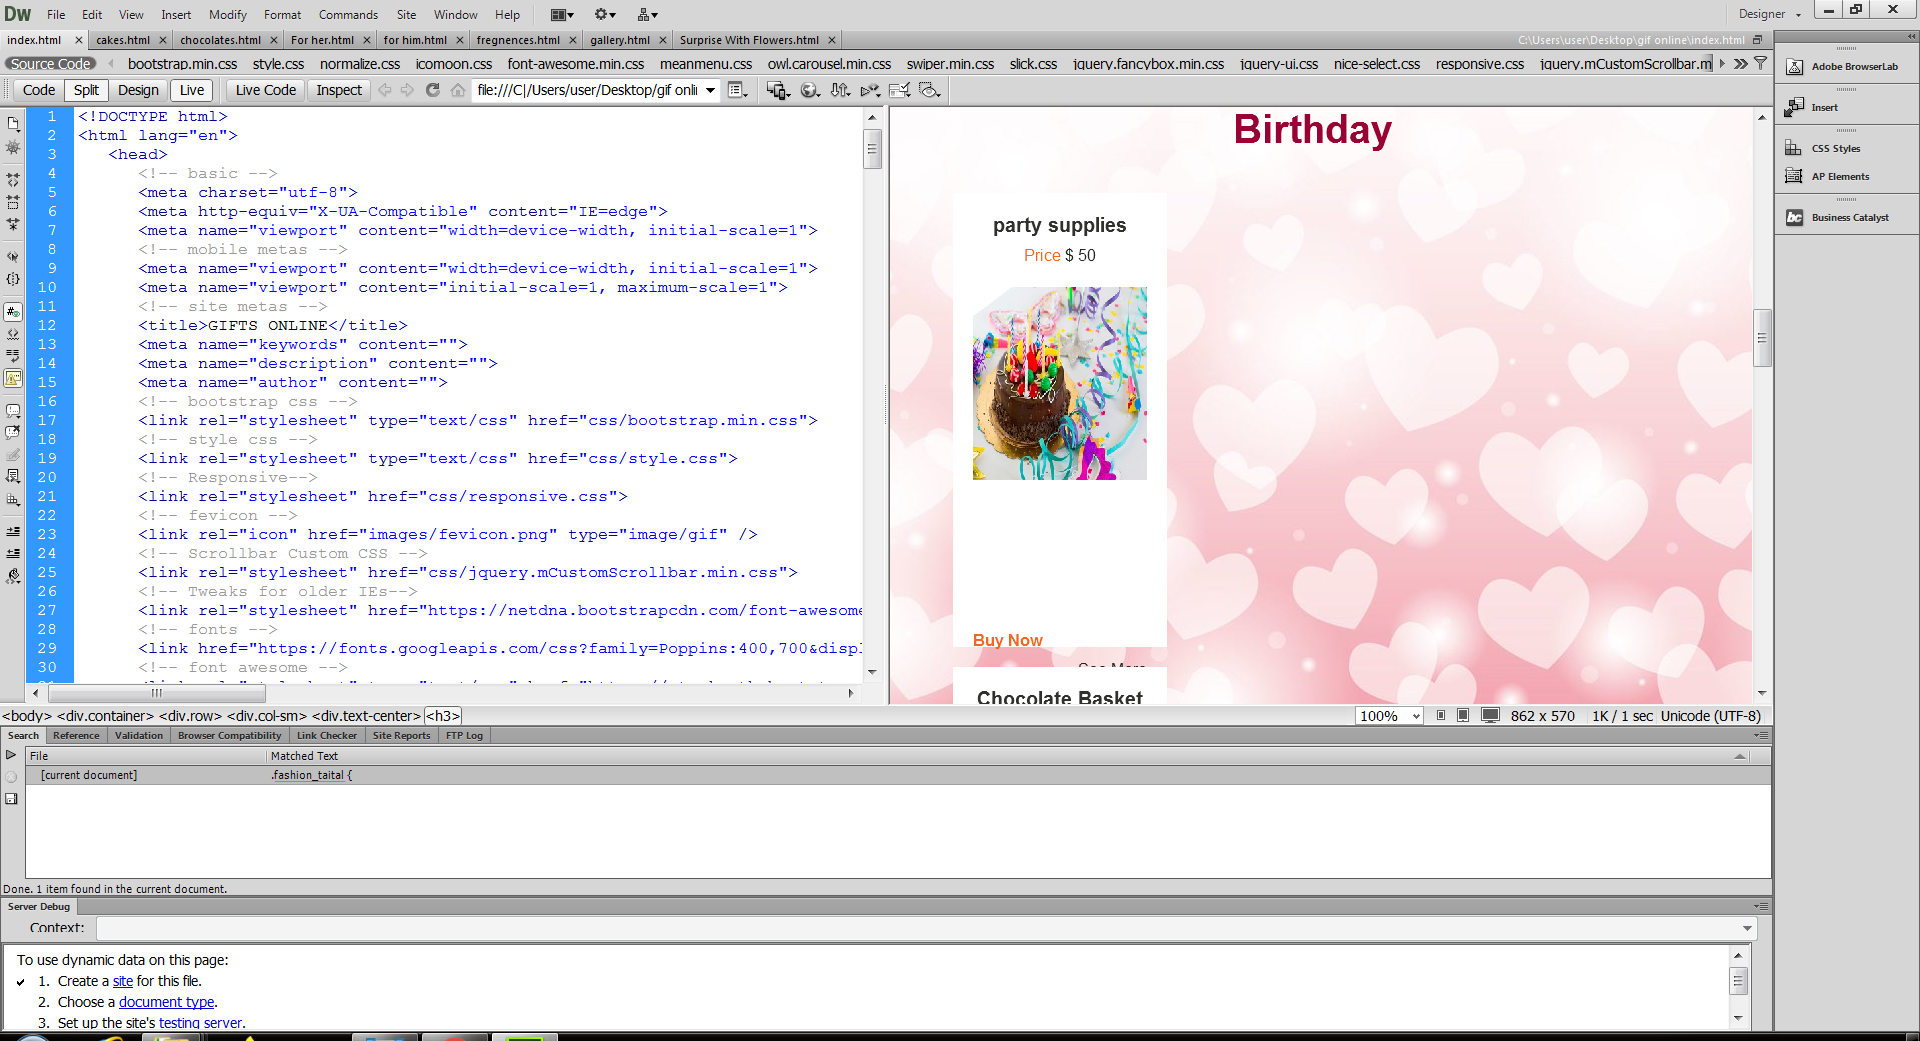 Dw File Edit View Insert Modify Format Commands Site Window Help Designer
index.html cakes.html chocolates.html For her.html for him.html fregnences.html gallery.html Surprise With Flowers.html C:\Users\user\Desktop\gif online\index.html
Source Code bootstrap.min.css style.css normalize.css icomoon.css font-awesome.min.css meanmenu.css owl.carousel.min.css swiper.min.css slick.css jquery.fancybox.min.css jquery-ui.css nice-select.css responsive.css jquery.mCustomScrollbar.m
Code Split Design Live Live Code Inspect file:///C|/Users/user/Desktop/gif onli
1 <!DOCTYPE html>
2 <html lang="en">
3 <head>
4 <!-- basic -->
5 <meta charset="utf-8">
6 <meta http-equiv="X-UA-Compatible" content="IE=edge">
7 <meta name="viewport" content="width=device-width, initial-scale=1">
8 <!-- mobile metas -->
9 <meta name="viewport" content="width=device-width, initial-scale=1">
10 <meta name="viewport" content="initial-scale=1, maximum-scale=1">
11 <!-- site metas -->
12 <title>GIFTS ONLINE</title>
13 <meta name="keywords" content="">
14 <meta name="description" content="">
15 <meta name="author" content="">
16 <!-- bootstrap css -->
17 <link rel="stylesheet" type="text/css" href="css/bootstrap.min.css">
18 <!-- style css -->
19 <link rel="stylesheet" type="text/css" href="css/style.css">
20 <!-- Responsive-->
21 <link rel="stylesheet" href="css/responsive.css">
22 <!-- fevicon -->
23 <link rel="icon" href="images/fevicon.png" type="image/gif" />
24 <!-- Scrollbar Custom CSS -->
25 <link rel="stylesheet" href="css/jquery.mCustomScrollbar.min.css">
26 <!-- Tweaks for older IEs-->
27 <link rel="stylesheet" href="https://netdna.bootstrapcdn.com/font-awesome
28 <!-- fonts -->
29 <link href="https://fonts.googleapis.com/css?family=Poppins:400,700&displ
30 <!-- font awesome -->
Birthday
party supplies
Price $ 50
Buy Now
See More
Chocolate Basket
Adobe BrowserLab
Insert
CSS Styles
AP Elements
Business Catalyst
<body> <div.container> <div.row> <div.col-sm> <div.text-center> <h3> 100% 862 x 570 1K / 1 sec Unicode (UTF-8)
Search Reference Validation Browser Compatibility Link Checker Site Reports FTP Log
File Matched Text
[current document] .fashion_taital {
Done. 1 item found in the current document.
Server Debug
Context:
To use dynamic data on this page:
1. Create a site for this file.
2. Choose a document type.
3. Set up the site's testing server.